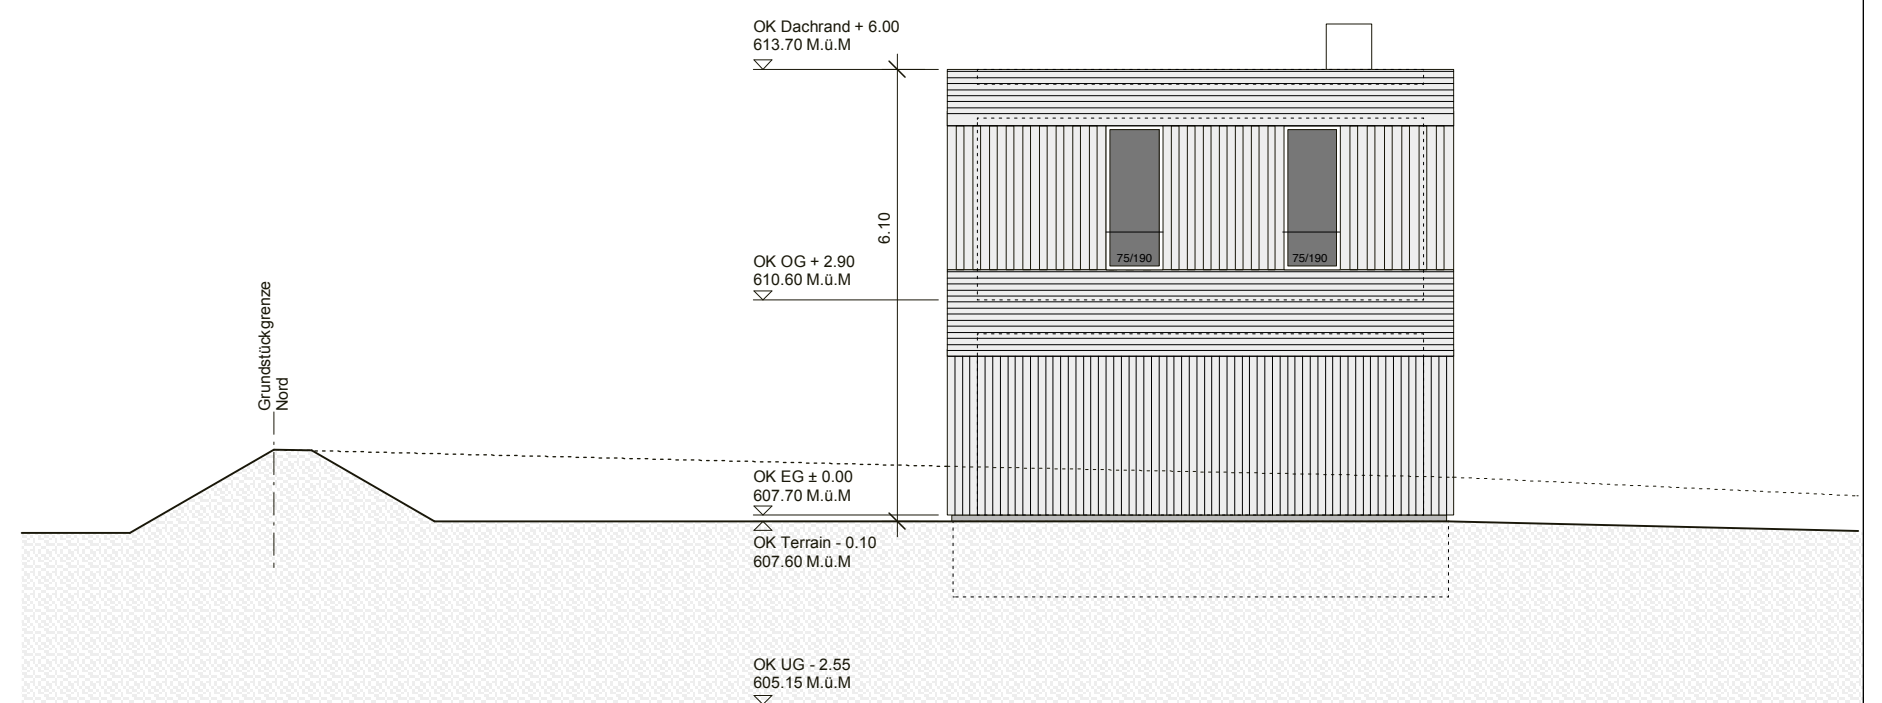 OK Dachrand + 6.00
613.70 M.ü.M
6.10
75/190
75/190
OK OG + 2.90
610.60 M.ü.M
Grundstückgrenze
Nord
OK EG ± 0.00
607.70 M.ü.M
OK Terrain - 0.10
607.60 M.ü.M
OK UG - 2.55
605.15 M.ü.M